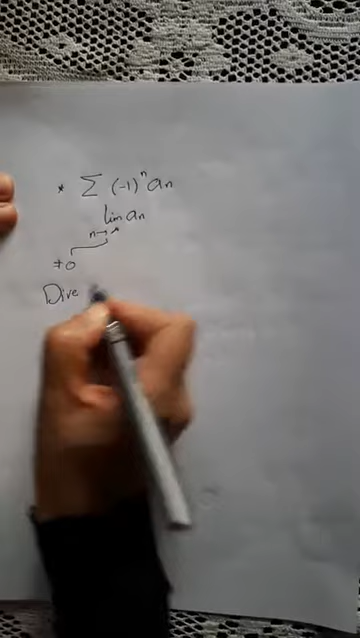 * Σ (-1)ⁿ aₙ
lim aₙ
n→∞
≠0
Dive